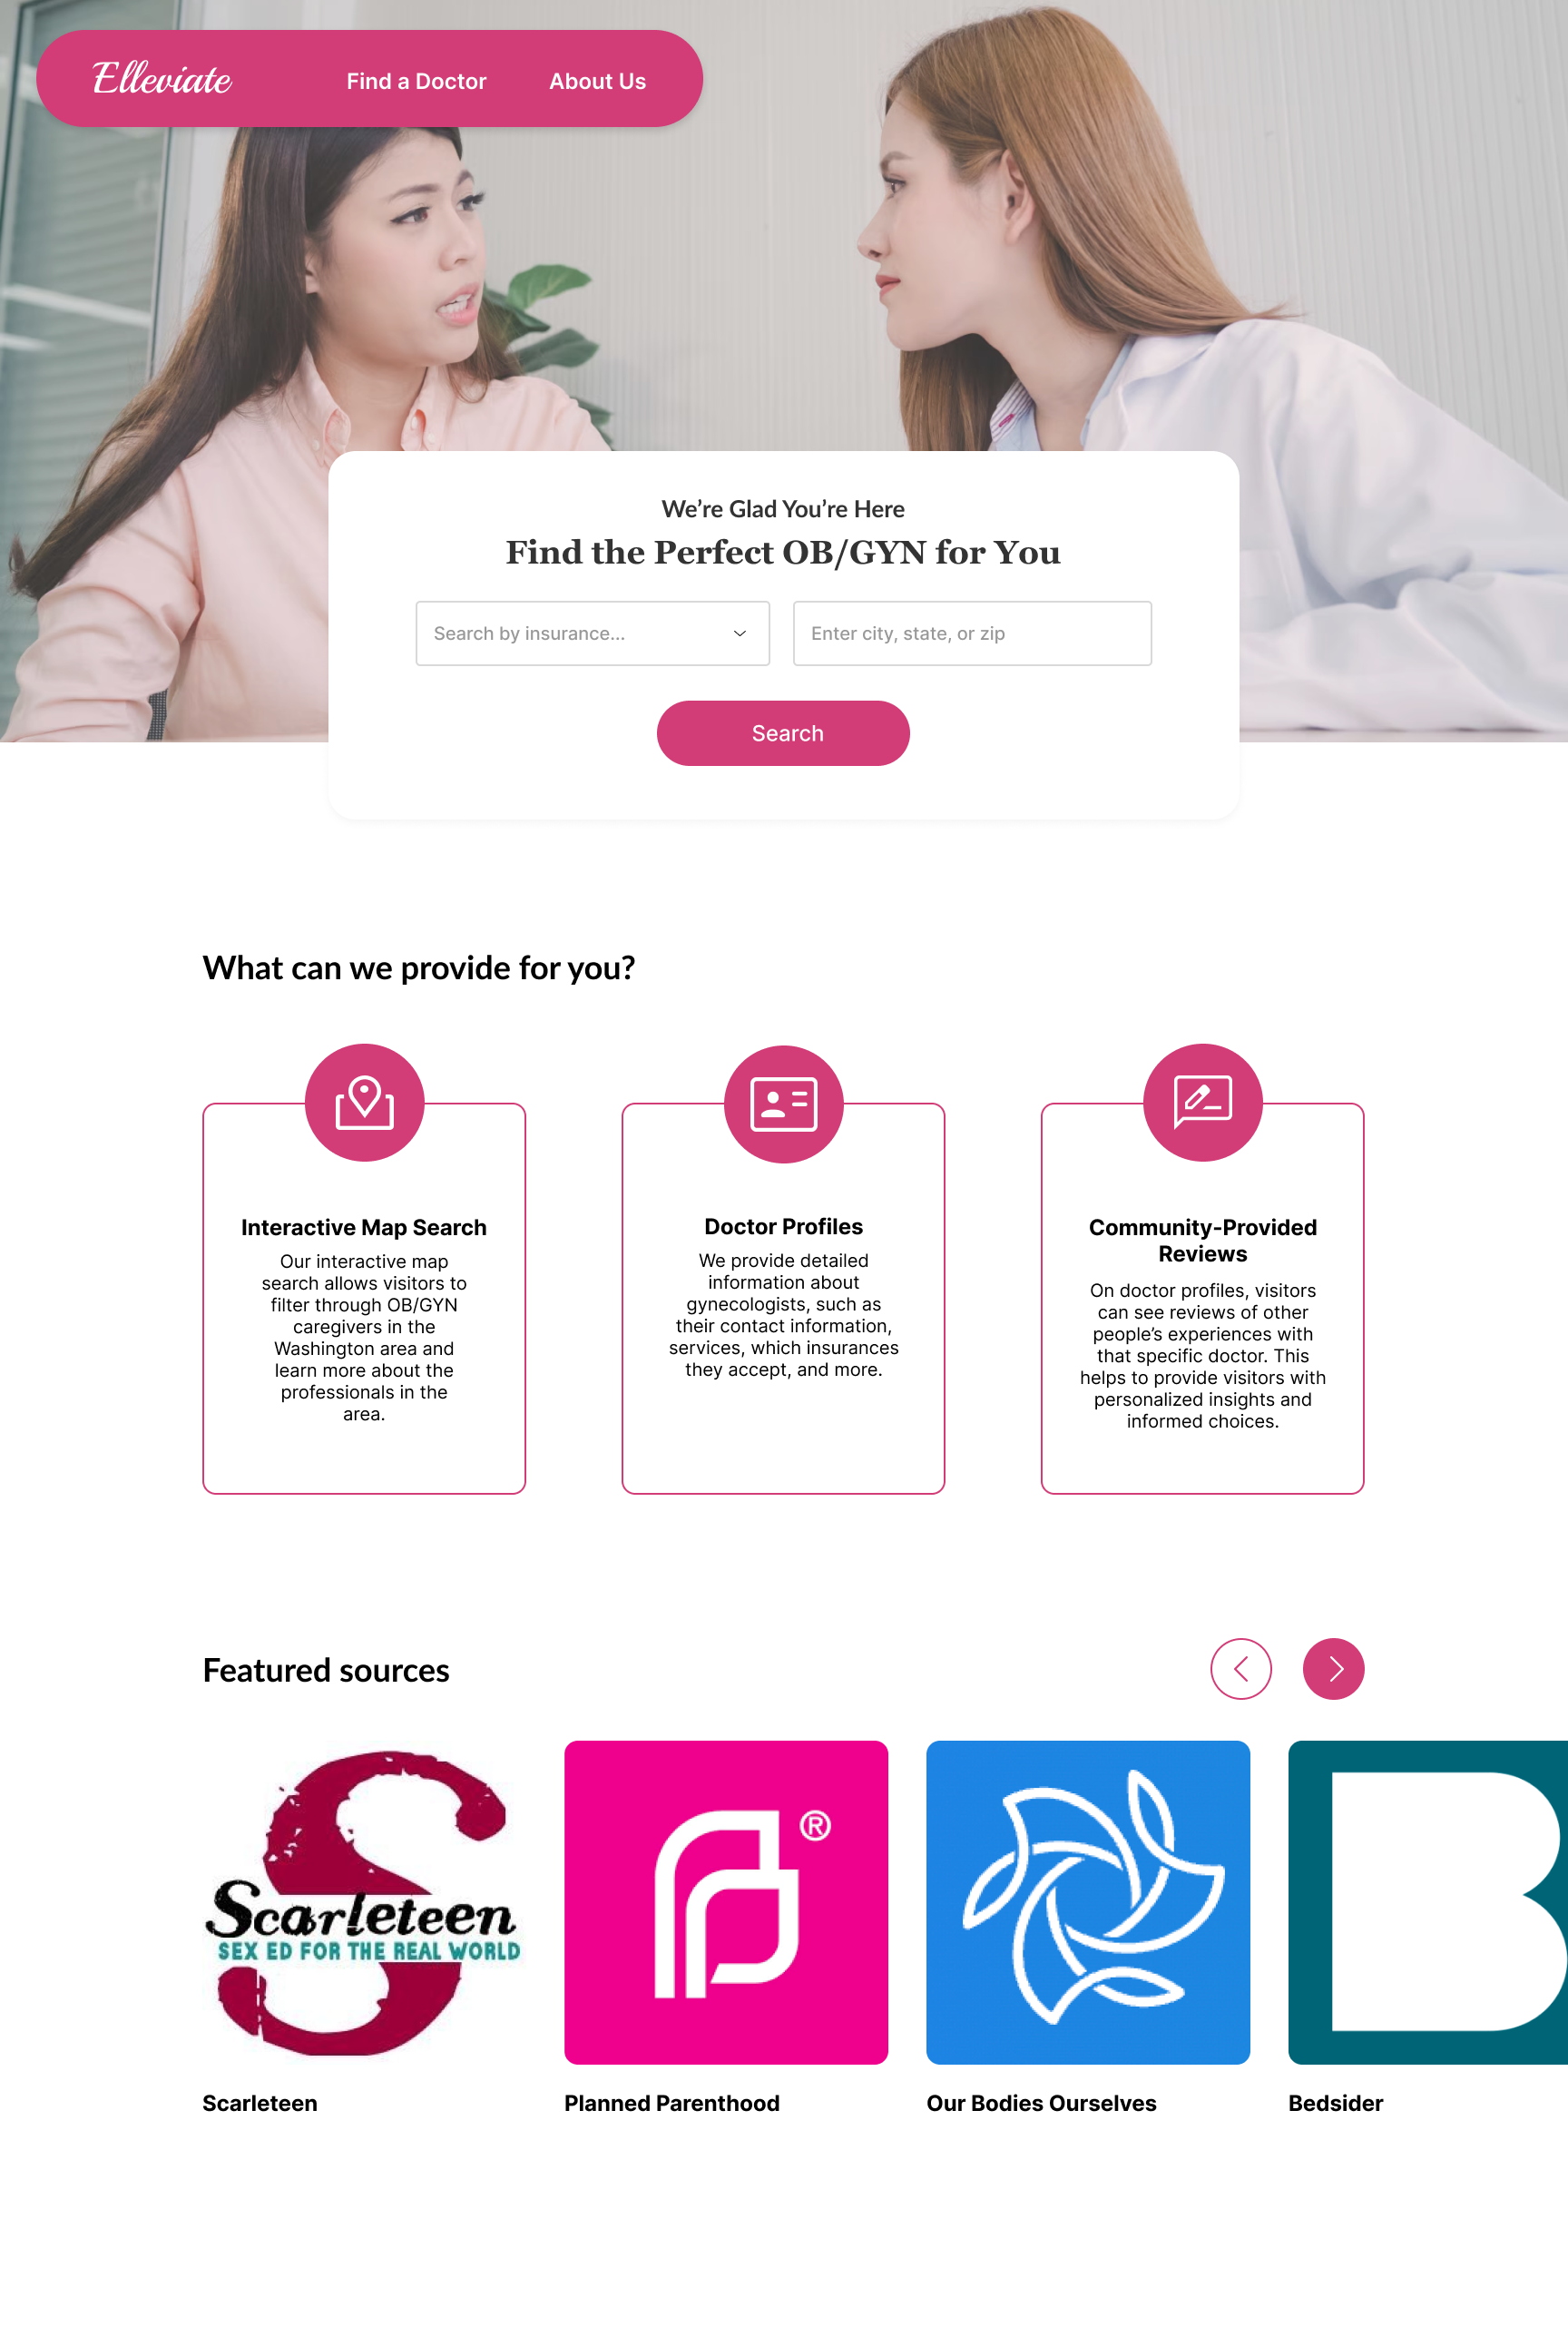 Elleviate
Find a Doctor
About Us
We’re Glad You’re Here
Find the Perfect OB/GYN for You
Search by insurance...
Enter city, state, or zip
Search
What can we provide for you?
Interactive Map Search
Our interactive map
search allows visitors to
filter through OB/GYN
caregivers in the
Washington area and
learn more about the
professionals in the
area.
Doctor Profiles
We provide detailed
information about
gynecologists, such as
their contact information,
services, which insurances
they accept, and more.
Community-Provided
Reviews
On doctor profiles, visitors
can see reviews of other
people’s experiences with
that specific doctor. This
helps to provide visitors with
personalized insights and
informed choices.
Featured sources
Scarleteen
SEX ED FOR THE REAL WORLD
®
B
Scarleteen
Planned Parenthood
Our Bodies Ourselves
Bedsider